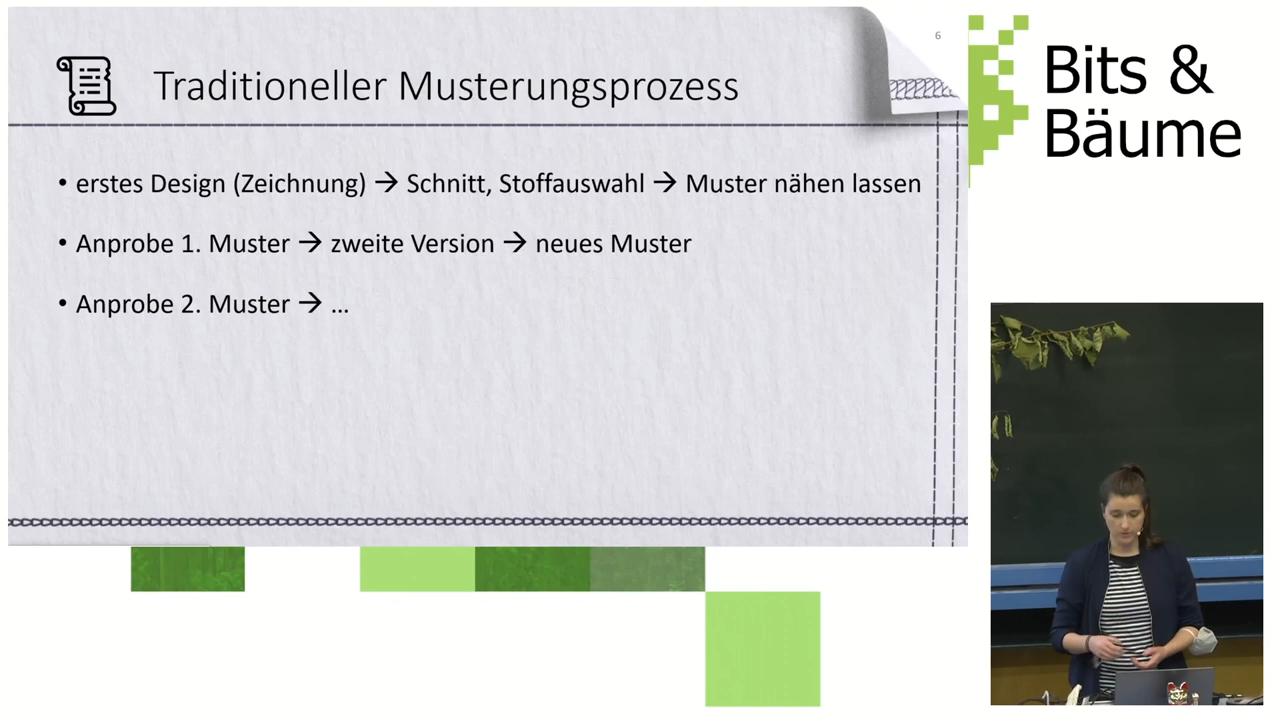 6
Traditioneller Musterungsprozess
• erstes Design (Zeichnung) → Schnitt, Stoffauswahl → Muster nähen lassen
• Anprobe 1. Muster → zweite Version → neues Muster
• Anprobe 2. Muster → ...
Bits &
Bäume